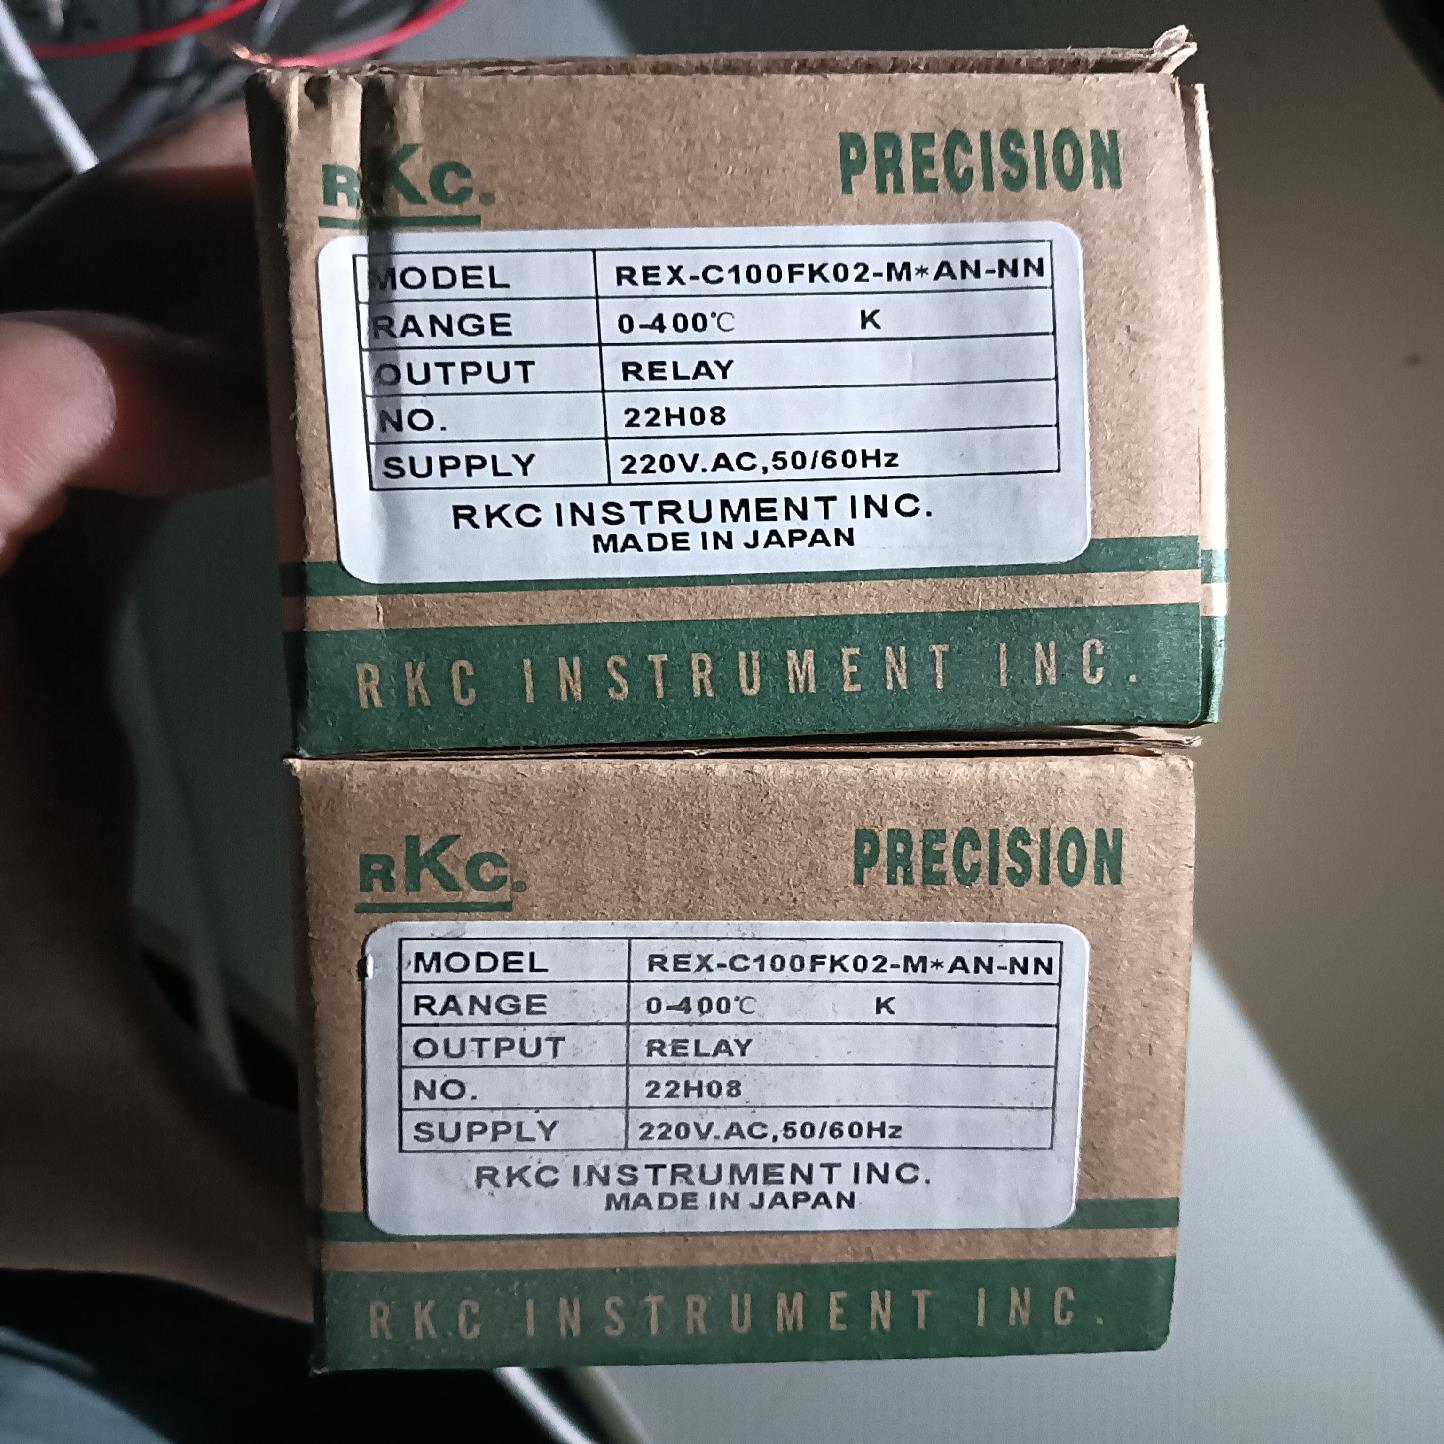 RKC. PRECISION
MODEL REX-C100FK02-M*AN-NN
RANGE 0-400℃ K
OUTPUT RELAY
NO. 22H08
SUPPLY 220V.AC,50/60Hz
RKC INSTRUMENT INC.
MADE IN JAPAN
RKC INSTRUMENT INC.
RKC. PRECISION
MODEL REX-C100FK02-M*AN-NN
RANGE 0-400℃ K
OUTPUT RELAY
NO. 22H08
SUPPLY 220V.AC,50/60Hz
RKC INSTRUMENT INC.
MADE IN JAPAN
RKC INSTRUMENT INC.